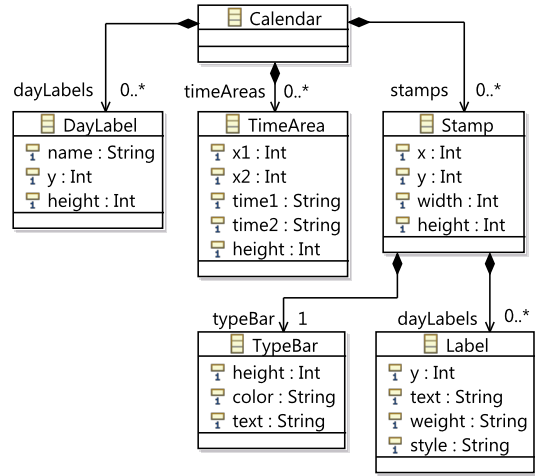 Calendar
dayLabels 0..*
timeAreas 0..*
stamps 0..*
DayLabel
name : String
y : Int
height : Int
TimeArea
x1 : Int
x2 : Int
time1 : String
time2 : String
height : Int
Stamp
x : Int
y : Int
width : Int
height : Int
typeBar 1
dayLabels 0..*
TypeBar
height : Int
color : String
text : String
Label
y : Int
text : String
weight : String
style : String